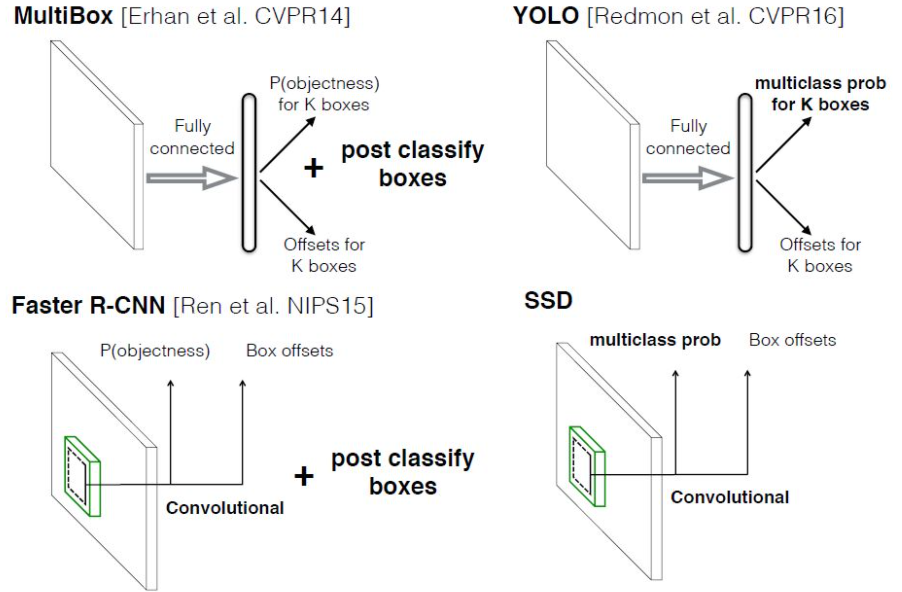 MultiBox [Erhan et al. CVPR14]
P(objectness)
for K boxes
Fully
connected
+ post classify
boxes
Offsets for
K boxes
YOLO [Redmon et al. CVPR16]
multiclass prob
for K boxes
Fully
connected
Offsets for
K boxes
Faster R-CNN [Ren et al. NIPS15]
P(objectness) Box offsets
+ post classify
boxes
Convolutional
SSD
multiclass prob Box offsets
Convolutional